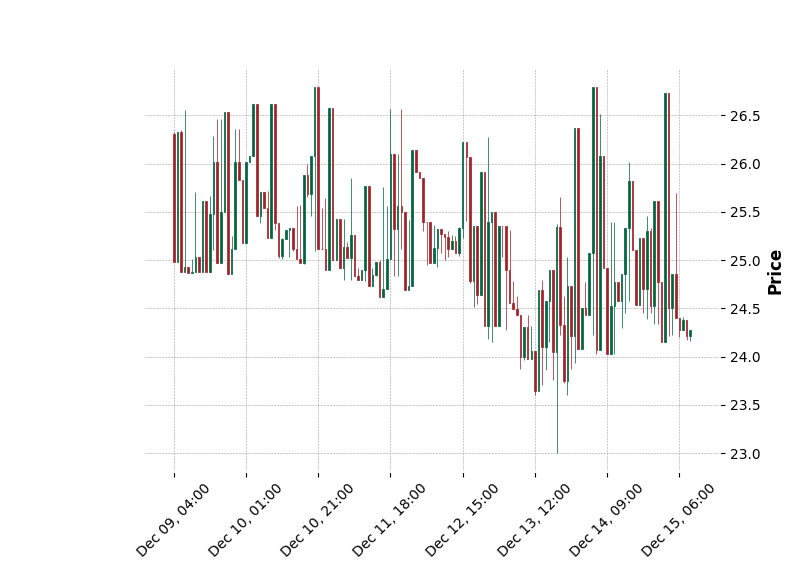 26.5
26.0
25.5
25.0
24.5
24.0
23.5
23.0
Price
Dec 09, 04:00
Dec 10, 01:00
Dec 10, 21:00
Dec 11, 18:00
Dec 12, 15:00
Dec 13, 12:00
Dec 14, 09:00
Dec 15, 06:00